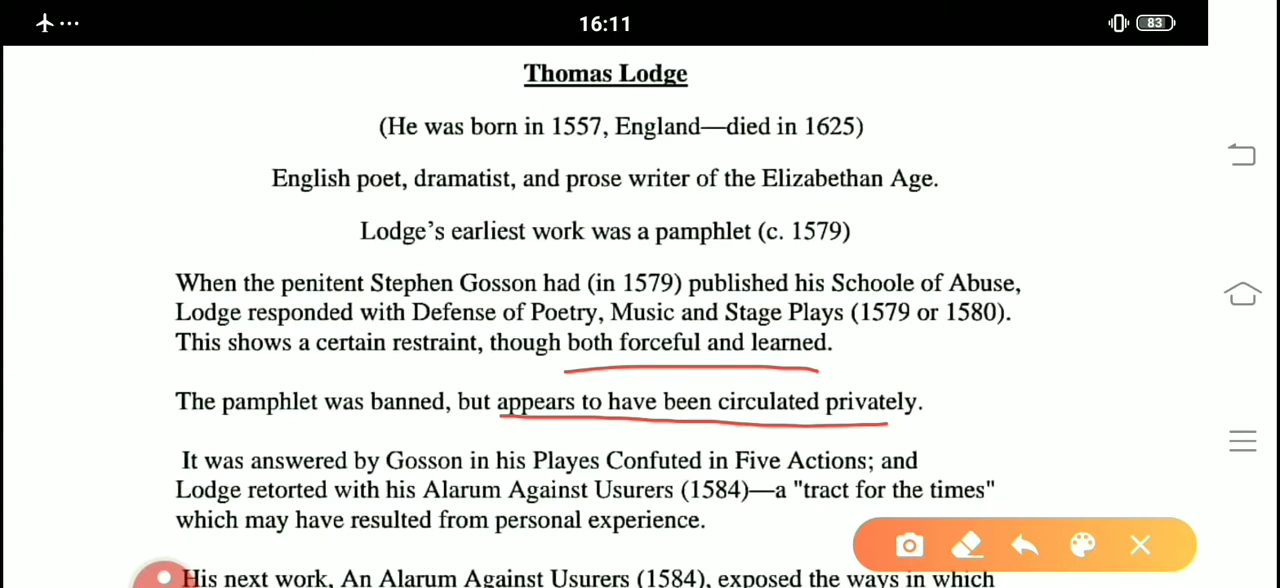 16:11
83
Thomas Lodge
(He was born in 1557, England—died in 1625)
English poet, dramatist, and prose writer of the Elizabethan Age.
Lodge’s earliest work was a pamphlet (c. 1579)
When the penitent Stephen Gosson had (in 1579) published his Schoole of Abuse,
Lodge responded with Defense of Poetry, Music and Stage Plays (1579 or 1580).
This shows a certain restraint, though both forceful and learned.
The pamphlet was banned, but appears to have been circulated privately.
It was answered by Gosson in his Playes Confuted in Five Actions; and
Lodge retorted with his Alarum Against Usurers (1584)—a "tract for the times"
which may have resulted from personal experience.
His next work, An Alarum Against Usurers (1584), exposed the ways in which